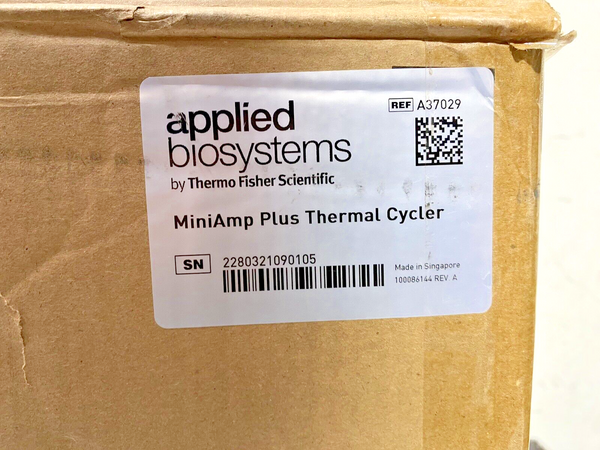 applied
biosystems
by Thermo Fisher Scientific
REF A37029
MiniAmp Plus Thermal Cycler
SN 2280321090105
Made in Singapore
100086144 REV A